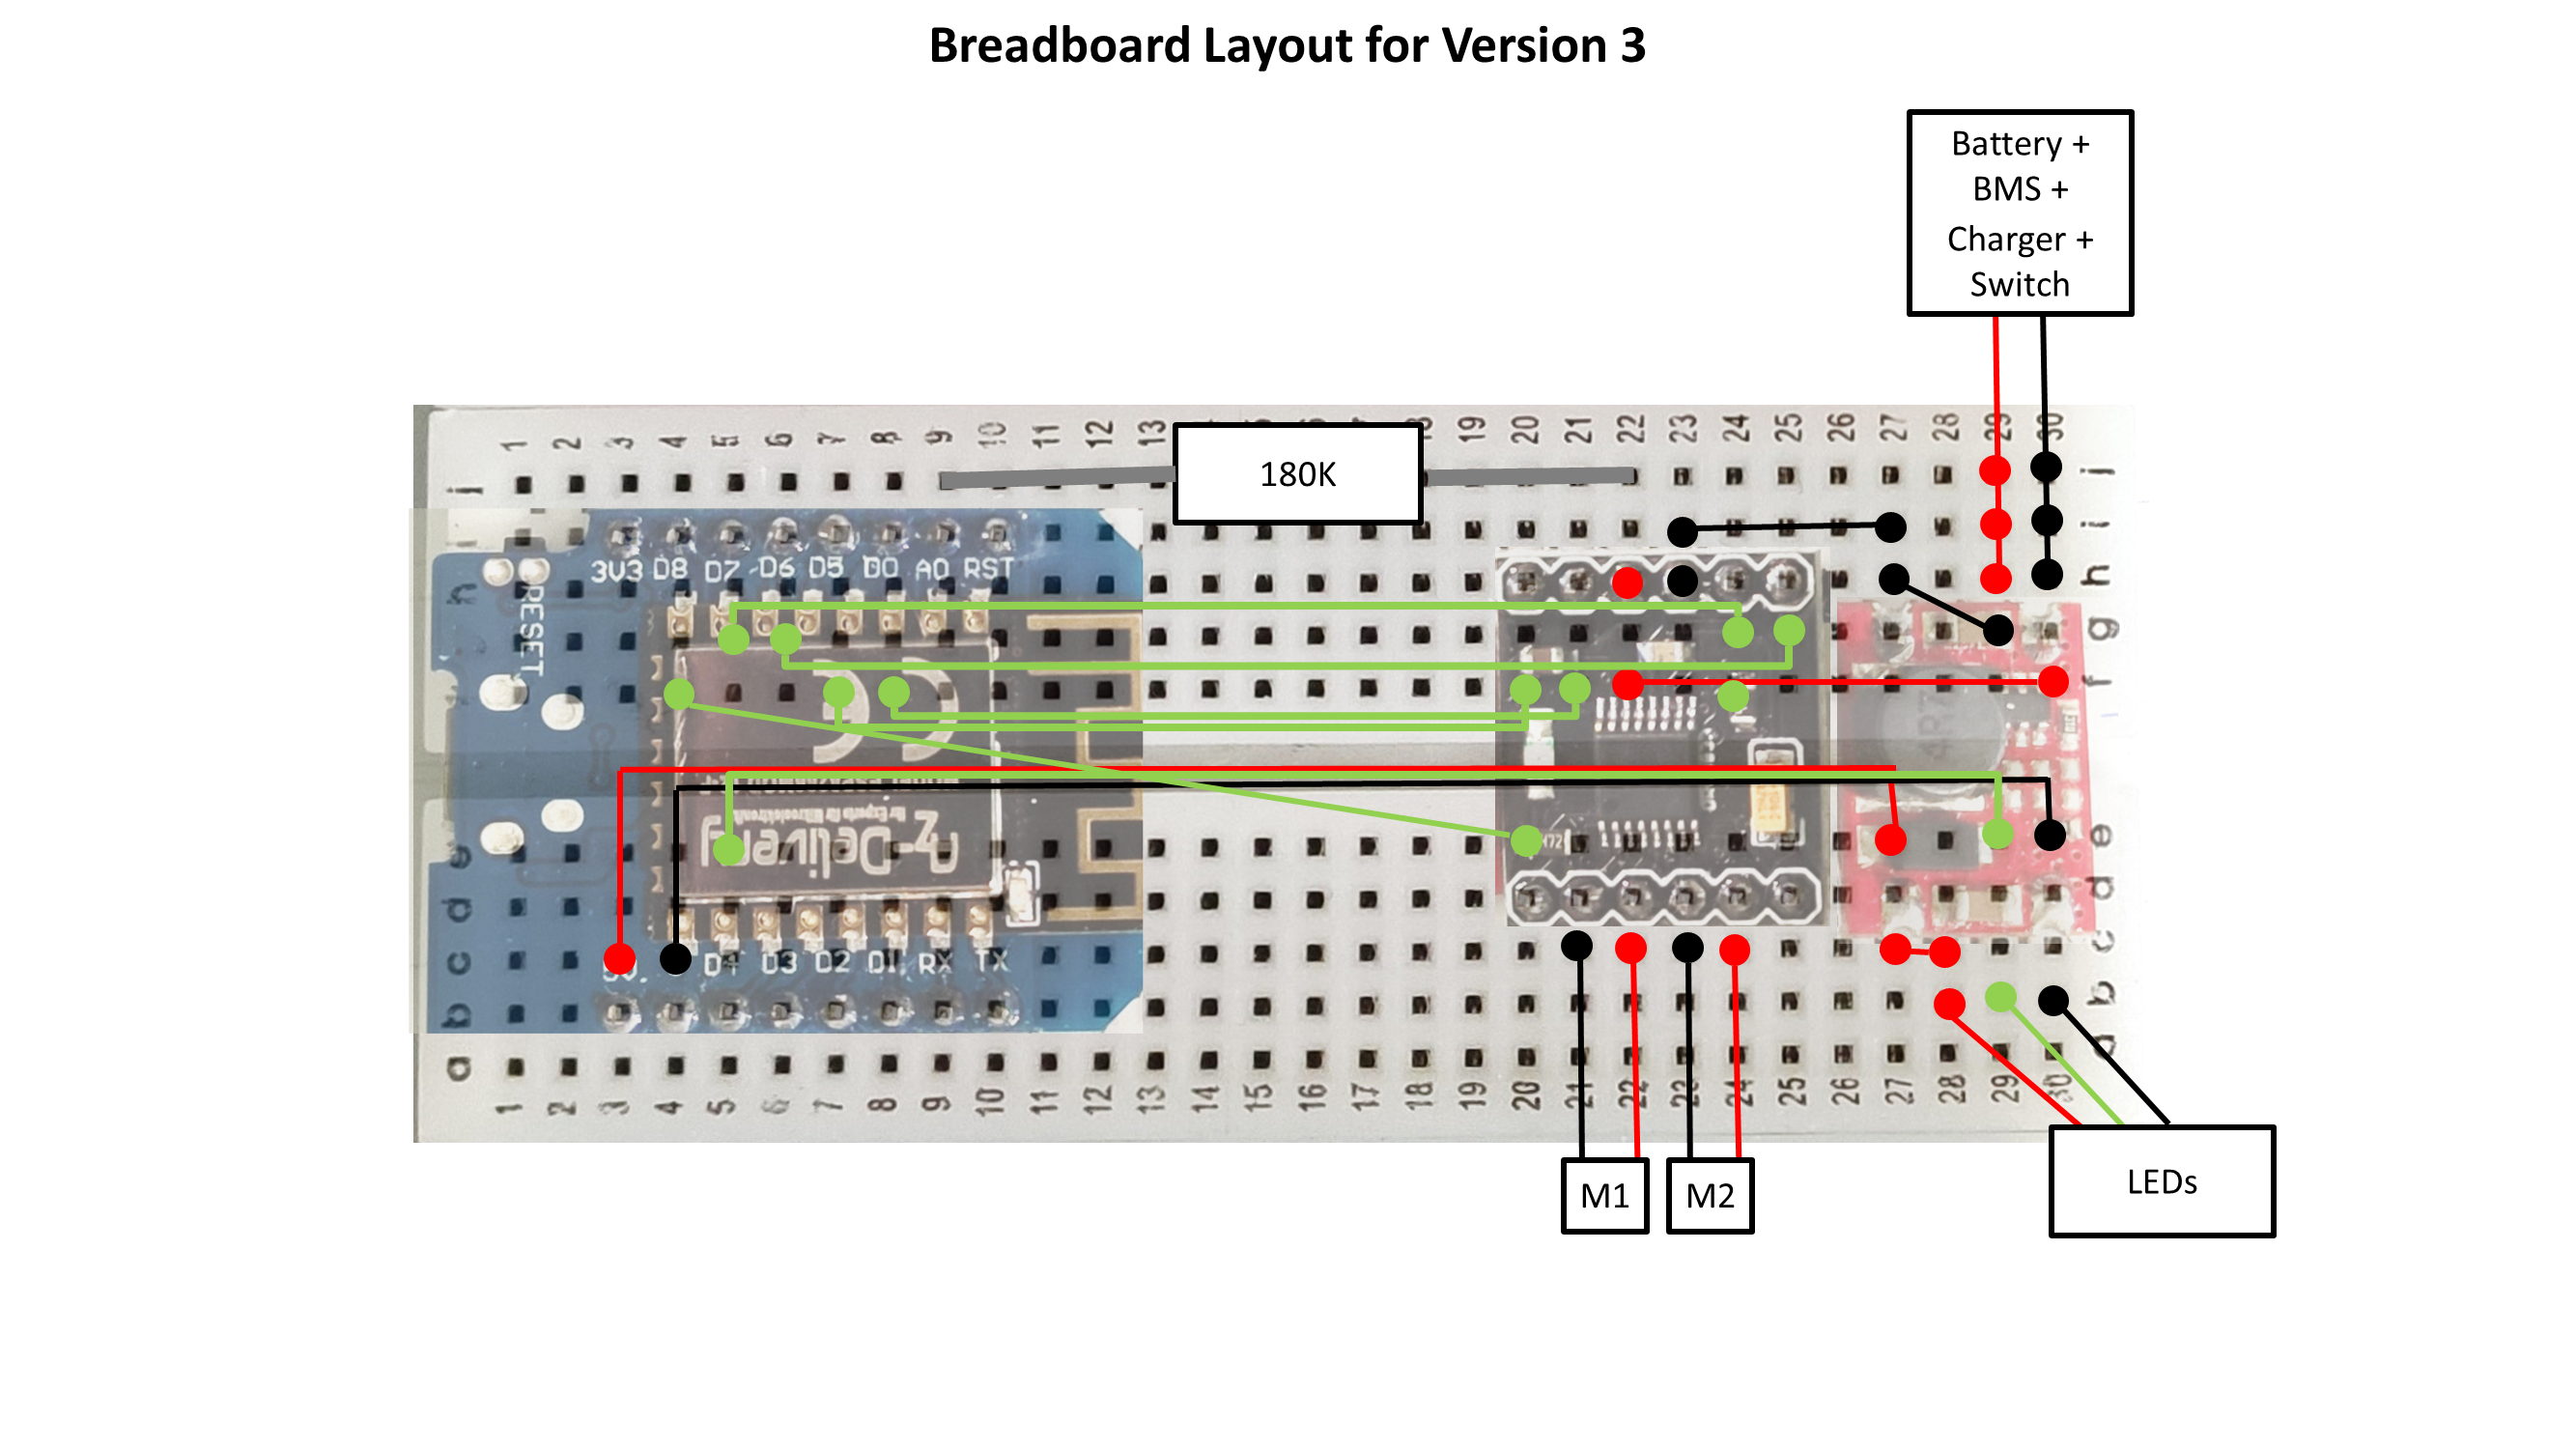 Breadboard Layout for Version 3
Battery +
BMS +
Charger +
Switch
1 2 3 4 5 6 7 8 9 10 11 12 13 18 19 20 21 22 23 24 25 26 27 28 29 30
j
180K
i
3V3 D8 D7 D6 D5 D0 A0 RST
h
RESET
g
f
4R7
e
AZ-Delivery
d
5V. D4 D3 D2 D1 RX TX
c
b
a
1 2 3 4 5 6 7 8 9 10 11 12 13 14 15 16 17 18 19 20 21 22 23 24 25 26 27 28 29 30
M1 M2
LEDs